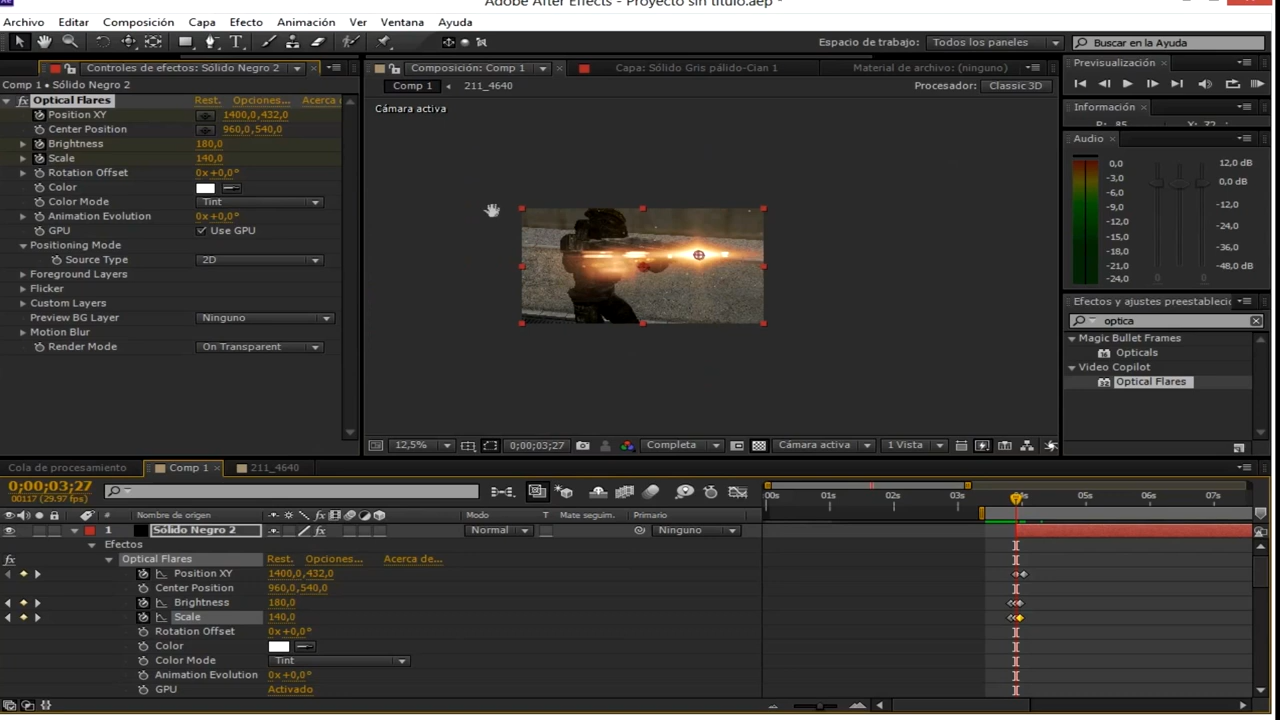 Adobe After Effects - Proyecto sin título.aep *
Archivo Edición Composición Capa Efecto Animación Ver Ventana Ayuda
Espacio de trabajo: Todos los paneles Buscar en la Ayuda
Controles de efectos: Sólido Negro 2
Comp 1 • Sólido Negro 2
Optical Flares Rest. Opciones... Acerca d
Position XY 1400,0,432,0
Center Position 960,0,540,0
Brightness 180,0
Scale 140,0
Rotation Offset 0x+0,0°
Color
Color Mode Tint
Animation Evolution 0x+0,0°
GPU Use GPU
Positioning Mode
Source Type 2D
Foreground Layers
Flicker
Custom Layers
Preview BG Layer Ninguno
Motion Blur
Render Mode On Transparent
Composición: Comp 1 Capa: Sólido Gris pálido-Cian 1 Material de archivo: (ninguno)
Comp 1 211_4640 Procesador: Classic 3D
Cámara activa
12,5% 0;00;03;27 Completa Cámara activa 1 Vista
Previsualización
Información
R: 85 X: 72
Audio
0,0 12,0 dB
-3,0 0,0 dB
-6,0
-9,0 -12,0
-12,0
-15,0 -24,0
-18,0 -36,0
-21,0
-24,0 -48,0 dB
Efectos y ajustes preestablecid
optica
Magic Bullet Frames
Opticals
Video Copilot
Optical Flares
Cola de procesamiento Comp 1 211_4640
0;00;03;27
00117 (29.97 fps)
00s 01s 02s 03s 05s 06s 07s
# Nombre de origen Modo T Mate seguim. Primario
1 Sólido Negro 2 Normal Ninguno
Efectos
Optical Flares Rest. Opciones... Acerca de...
Position XY 1400,0,432,0
Center Position 960,0,540,0
Brightness 180,0
Scale 140,0
Rotation Offset 0x+0,0°
Color
Color Mode Tint
Animation Evolution 0x+0,0°
GPU Activado